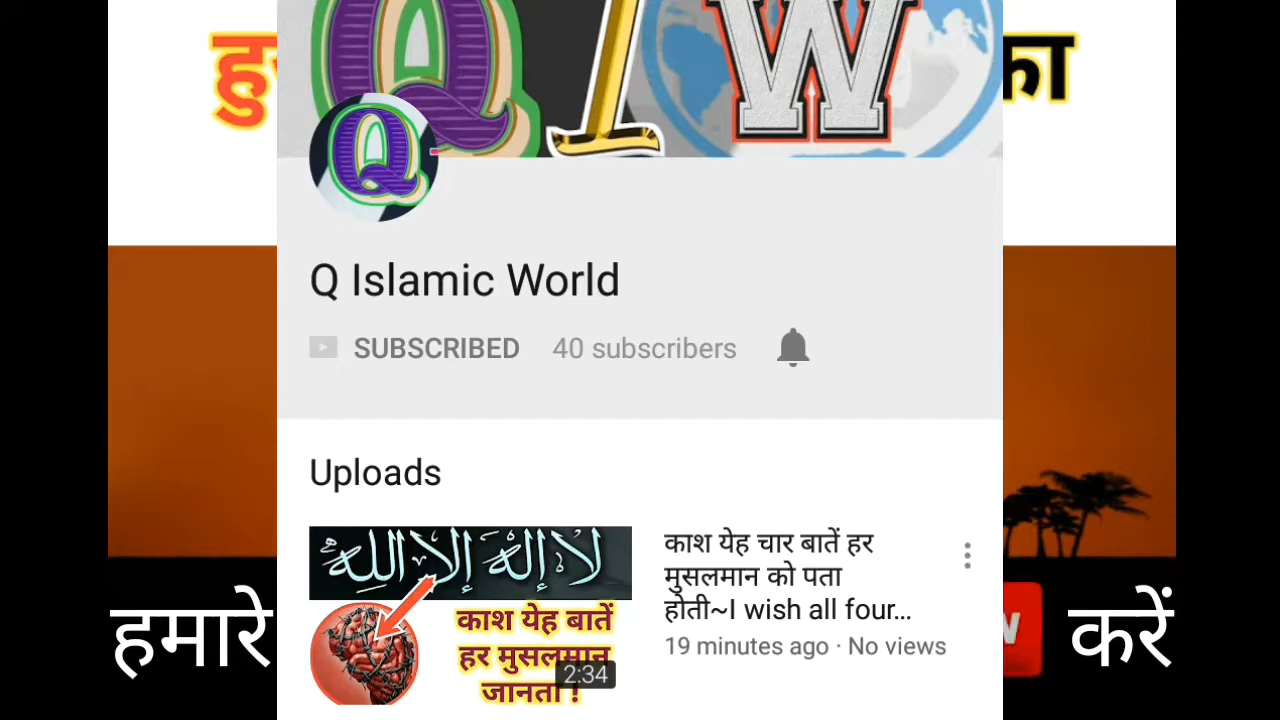 Q I W
Q
Q Islamic World
SUBSCRIBED 40 subscribers
Uploads
لا إله إلا الله
काश येह बातें
हर मुसलमान
जानता !
2:34
काश येह चार बातें हर
मुसलमान को पता
होती~I wish all four...
19 minutes ago · No views
हमारे
करें